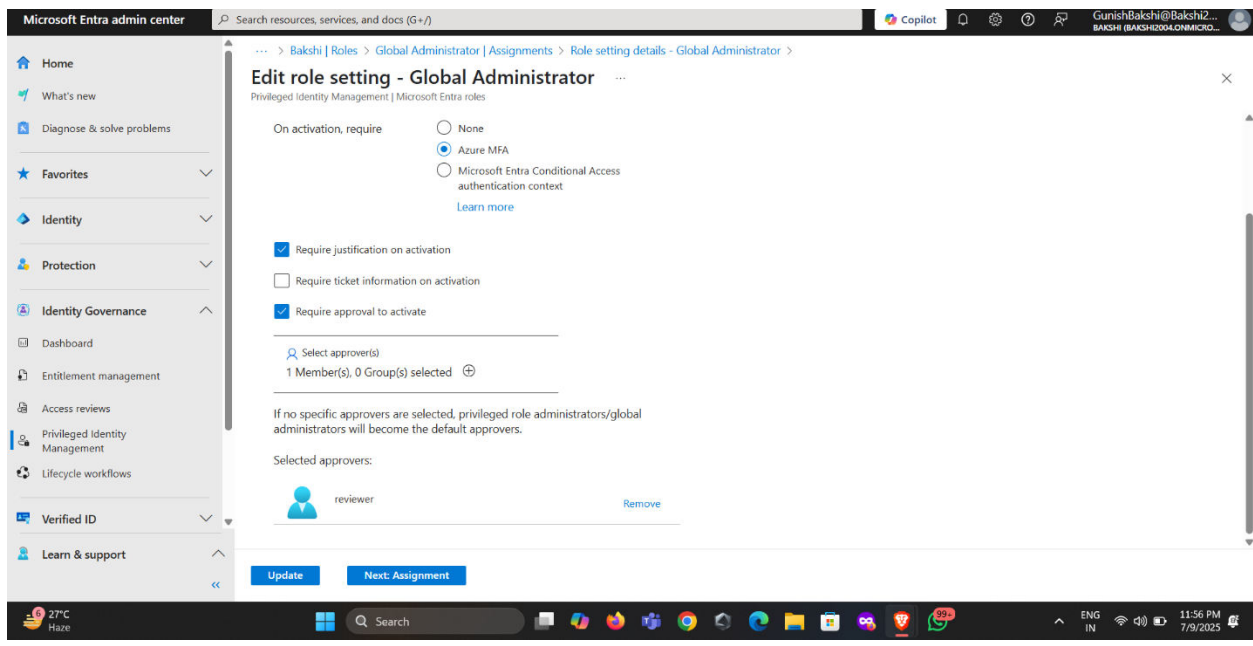 Microsoft Entra admin center
Search resources, services, and docs (G+/)
Copilot
GunishBakshi@Bakshi2...
BAKSHI (BAKSHI2004.ONMICRO...
Home
What's new
Diagnose & solve problems
Favorites
Identity
Protection
Identity Governance
Dashboard
Entitlement management
Access reviews
Privileged Identity
Management
Lifecycle workflows
Verified ID
Learn & support
«
··· > Bakshi | Roles > Global Administrator | Assignments > Role setting details - Global Administrator >
Edit role setting - Global Administrator ···
Privileged Identity Management | Microsoft Entra roles
On activation, require
None
Azure MFA
Microsoft Entra Conditional Access
authentication context
Learn more
Require justification on activation
Require ticket information on activation
Require approval to activate
Select approver(s)
1 Member(s), 0 Group(s) selected
If no specific approvers are selected, privileged role administrators/global
administrators will become the default approvers.
Selected approvers:
reviewer
Remove
Update
Next: Assignment
6
27°C
Haze
Search
99+
ENG
IN
11:56 PM
7/9/2025